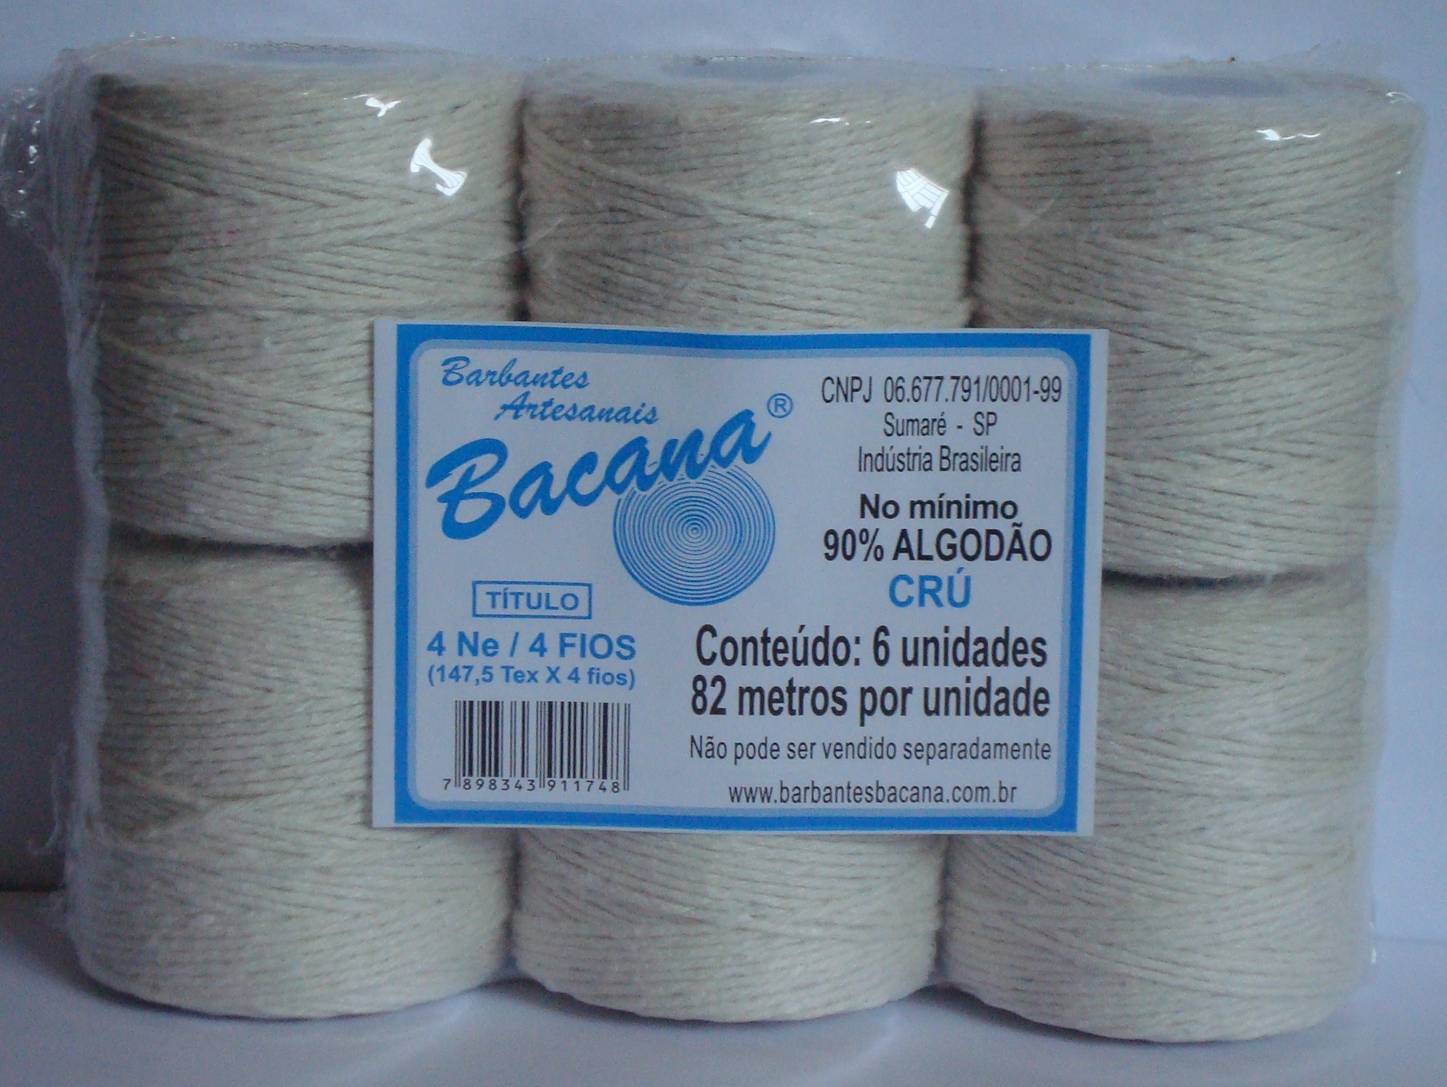 Barbantes
Artesanais
Bacana®
TÍTULO
4 Ne / 4 FIOS
(147,5 Tex X 4 fios)
7 898343 911748
CNPJ 06.677.791/0001-99
Sumaré - SP
Indústria Brasileira
No mínimo
90% ALGODÃO
CRÚ
Conteúdo: 6 unidades
82 metros por unidade
Não pode ser vendido separadamente
www.barbantesbacana.com.br